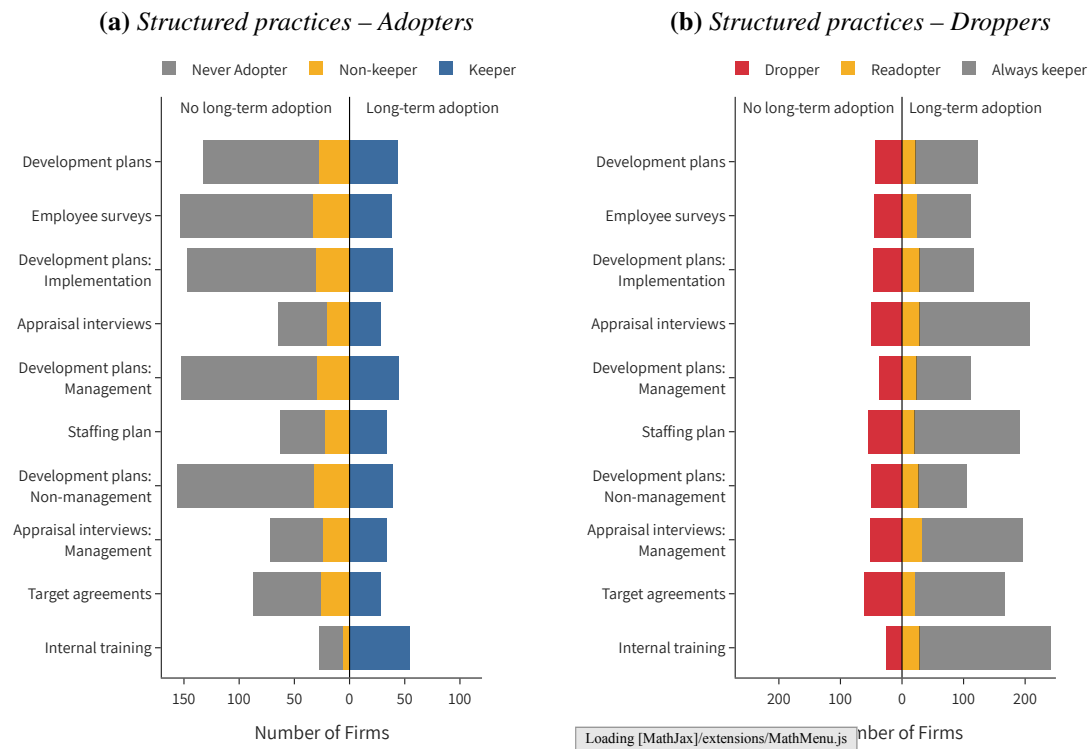 (a) Structured practices – Adopters
Never Adopter Non-keeper Keeper
No long-term adoption Long-term adoption
Development plans
Employee surveys
Development plans:
Implementation
Appraisal interviews
Development plans:
Management
Staffing plan
Development plans:
Non-management
Appraisal interviews:
Management
Target agreements
Internal training
150 100 50 0 50 100
Number of Firms
(b) Structured practices – Droppers
Dropper Readopter Always keeper
No long-term adoption Long-term adoption
Development plans
Employee surveys
Development plans:
Implementation
Appraisal interviews
Development plans:
Management
Staffing plan
Development plans:
Non-management
Appraisal interviews:
Management
Target agreements
Internal training
200 100 0 100 200
mber of Firms
Loading [MathJax]/extensions/MathMenu.js